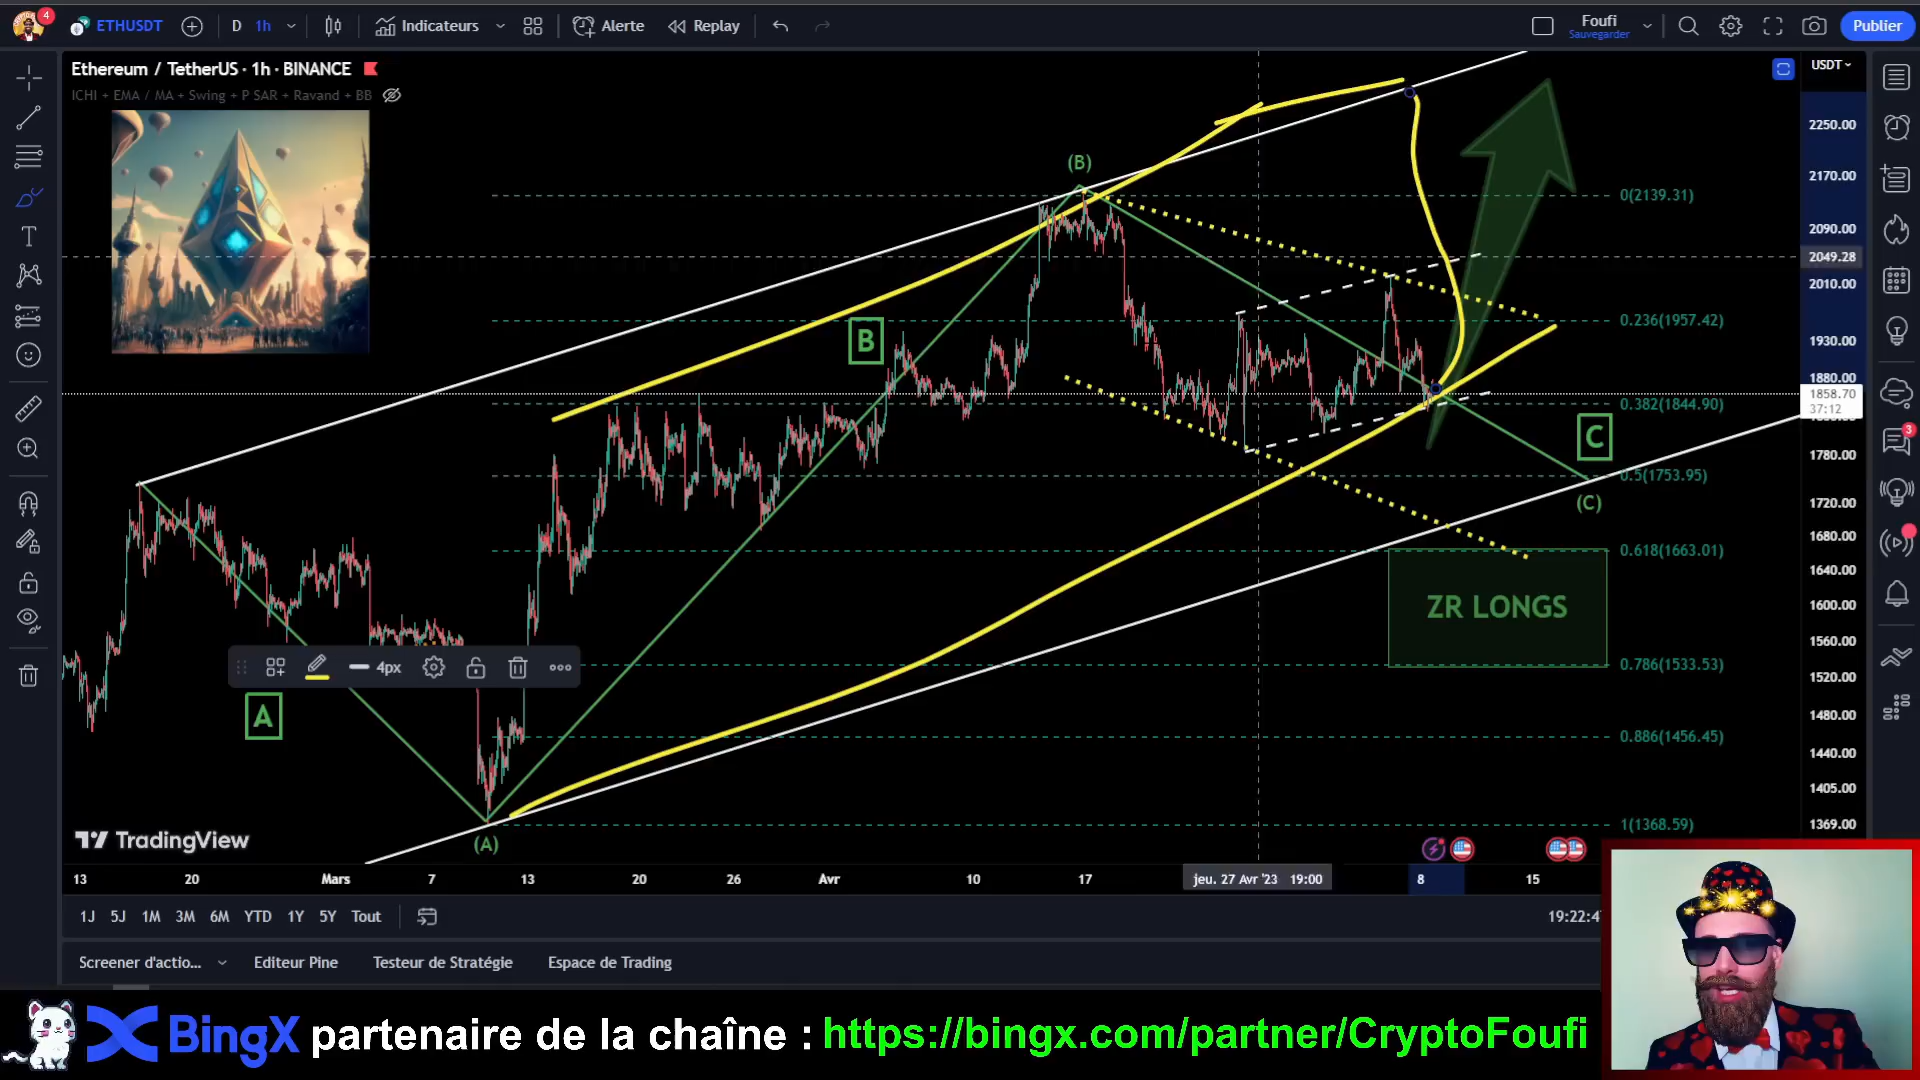 4
ETHUSDT
D
1h
Indicateurs
Alerte
Replay
Foufi
Sauvegarder
Publier
Ethereum / TetherUS · 1h · BINANCE
ICHI + EMA / MA + Swing + P SAR + Ravand + BB
USDT
2250.00
2170.00
2090.00
2049.28
2010.00
1930.00
1880.00
1858.70
37:12
1780.00
1720.00
1680.00
1640.00
1600.00
1560.00
1520.00
1480.00
1440.00
1405.00
1369.00
(B)
0(2139.31)
B
0.236(1957.42)
0.382(1844.90)
C
0.5(1753.95)
(C)
0.618(1663.01)
ZR LONGS
0.786(1533.53)
4px
A
0.886(1456.45)
1(1368.59)
(A)
TradingView
3
13
20
Mars
7
13
20
26
Avr
10
17
jeu. 27 Avr '23 19:00
8
15
1J
5J
1M
3M
6M
YTD
1Y
5Y
Tout
19:22:4
Screener d'actio...
Editeur Pine
Testeur de Stratégie
Espace de Trading
BingX partenaire de la chaîne : https://bingx.com/partner/CryptoFoufi